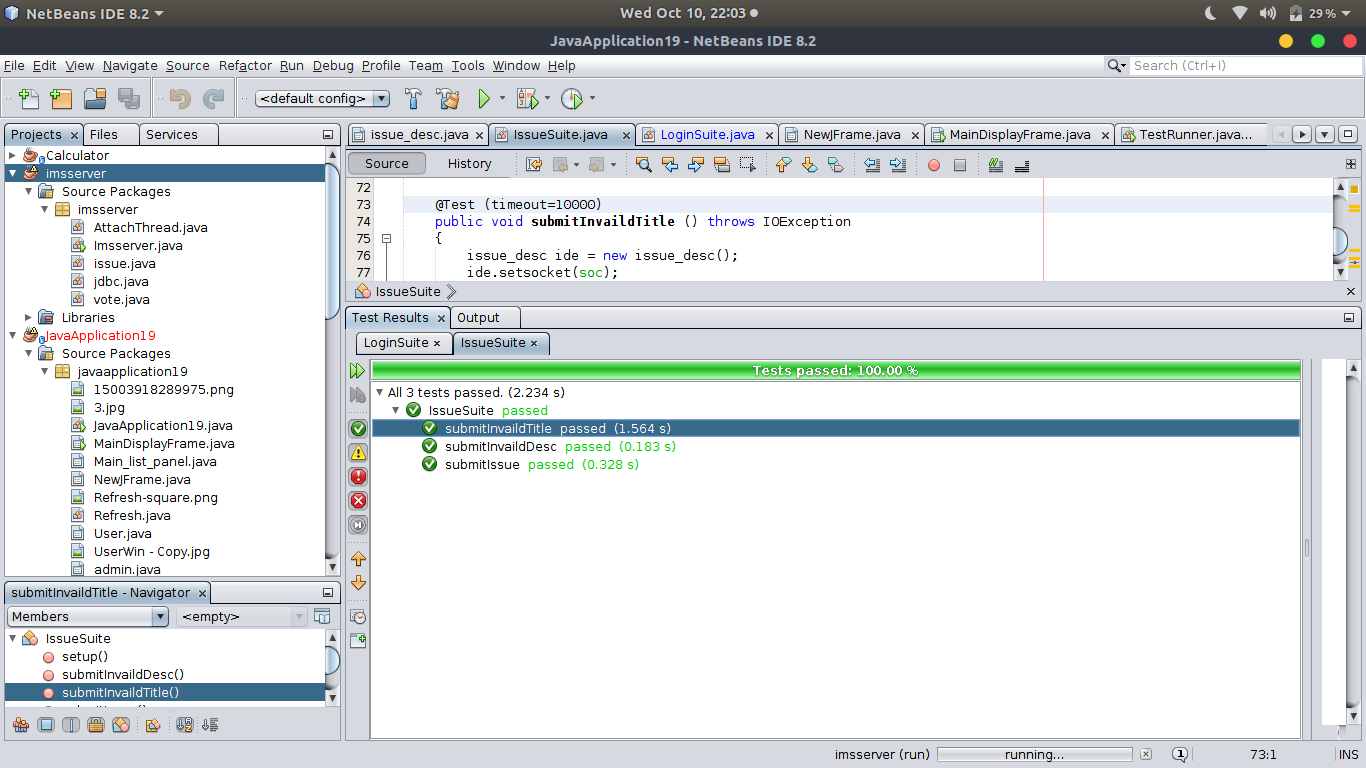 NetBeans IDE 8.2
Wed Oct 10, 22:03
29%
JavaApplication19 - NetBeans IDE 8.2
File Edit View Navigate Source Refactor Run Debug Profile Team Tools Window Help
Search (Ctrl+I)
<default config>
Projects Files Services
issue_desc.java IssueSuite.java LoginSuite.java NewJFrame.java MainDisplayFrame.java TestRunner.java...
Source History
Calculator
imsserver
Source Packages
imsserver
AttachThread.java
Imsserver.java
issue.java
jdbc.java
vote.java
Libraries
JavaApplication19
Source Packages
javaapplication19
15003918289975.png
3.jpg
JavaApplication19.java
MainDisplayFrame.java
Main_list_panel.java
NewJFrame.java
Refresh-square.png
Refresh.java
User.java
UserWin - Copy.jpg
admin.java
72
73 @Test (timeout=10000)
74 public void submitInvaildTitle () throws IOException
75 {
76 issue_desc ide = new issue_desc();
77 ide.setsocket(soc);
IssueSuite
Test Results Output
LoginSuite IssueSuite
Tests passed: 100.00 %
All 3 tests passed. (2.234 s)
IssueSuite passed
submitInvaildTitle passed (1.564 s)
submitInvaildDesc passed (0.183 s)
submitIssue passed (0.328 s)
submitInvaildTitle - Navigator
Members
<empty>
IssueSuite
setup()
submitInvaildDesc()
submitInvaildTitle()
imsserver (run) running... 1 73:1 INS